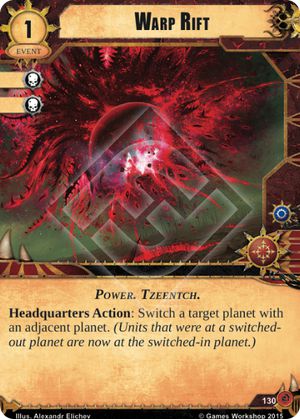 1
WARP RIFT
EVENT
POWER. TZEENTCH.
Headquarters Action: Switch a target planet with
an adjacent planet. (Units that were at a switched-
out planet are now at the switched-in planet.)
130
Illus. Alexandr Elichev
© Games Workshop 2015